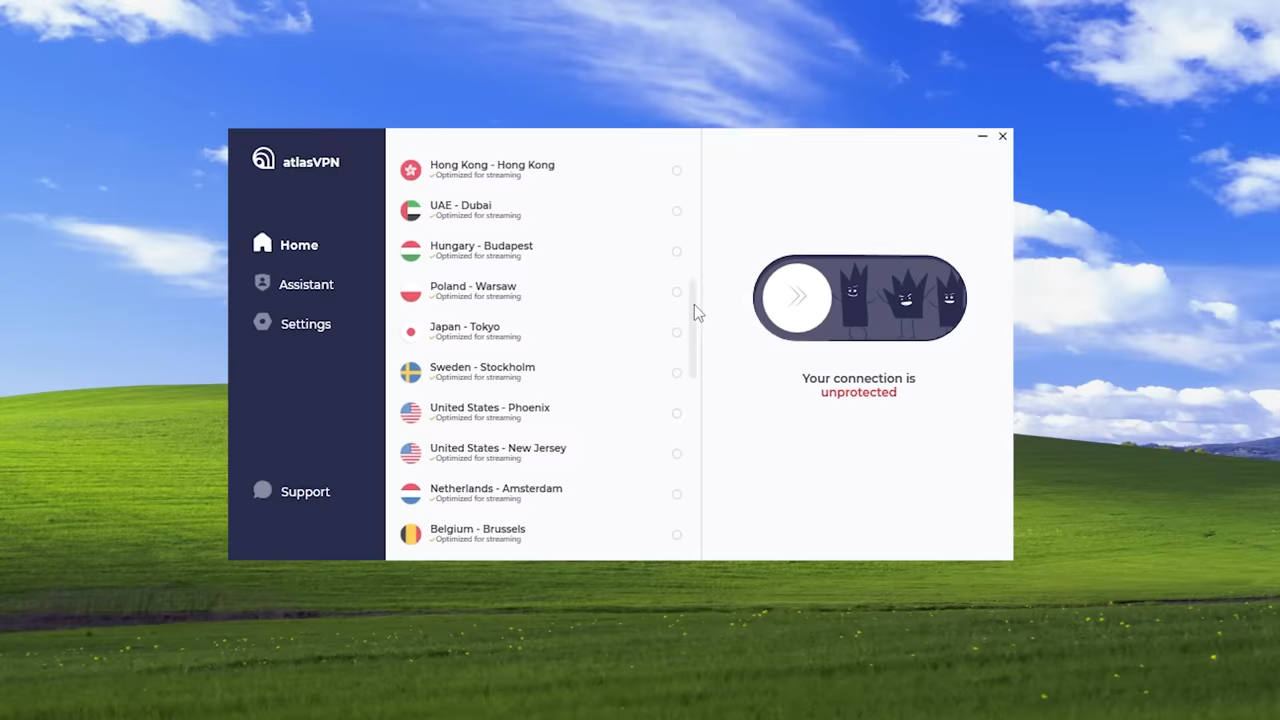 atlasVPN
Home
Assistant
Settings
Support
Hong Kong - Hong Kong
Optimized for streaming
UAE - Dubai
Optimized for streaming
Hungary - Budapest
Optimized for streaming
Poland - Warsaw
Optimized for streaming
Japan - Tokyo
Optimized for streaming
Sweden - Stockholm
Optimized for streaming
United States - Phoenix
Optimized for streaming
United States - New Jersey
Optimized for streaming
Netherlands - Amsterdam
Optimized for streaming
Belgium - Brussels
Optimized for streaming
Your connection is
unprotected